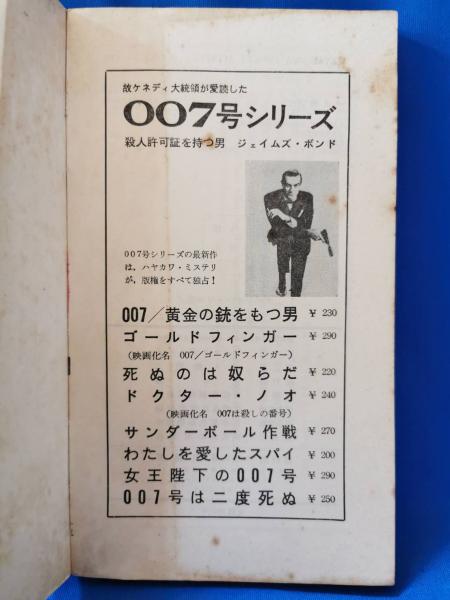 故ケネディ大統領が愛読した
007号シリーズ
殺人許可証を持つ男 ジェイムズ・ボンド
007号シリーズの最新作
は、ハヤカワ・ミステリ
が、版権をすべて独占!
007/黄金の銃をもつ男 ¥ 230
ゴールドフィンガー ¥ 290
(映画化名 007/ゴールドフィンガー)
死ぬのは奴らだ ¥ 220
ドクター・ノオ ¥ 240
(映画化名 007は殺しの番号)
サンダーボール作戦 ¥ 270
わたしを愛したスパイ ¥ 200
女王陛下の007号 ¥ 290
007号は二度死ぬ ¥ 250